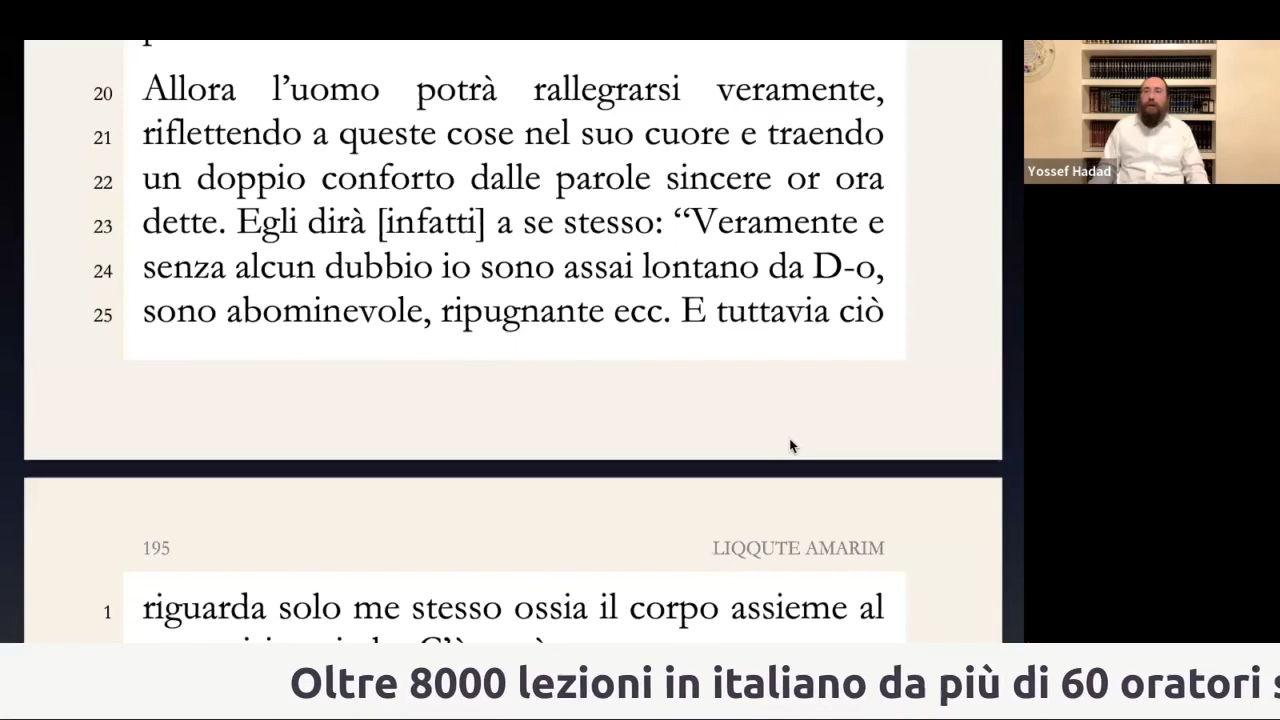 20 Allora l’uomo potrà rallegrarsi veramente,
21 riflettendo a queste cose nel suo cuore e traendo
22 un doppio conforto dalle parole sincere or ora
23 dette. Egli dirà [infatti] a se stesso: “Veramente e
24 senza alcun dubbio io sono assai lontano da D-o,
25 sono abominevole, ripugnante ecc. E tuttavia ciò
195 LIQQUTE AMARIM
1 riguarda solo me stesso ossia il corpo assieme al
Yossef Hadad
Oltre 8000 lezioni in italiano da più di 60 oratori s